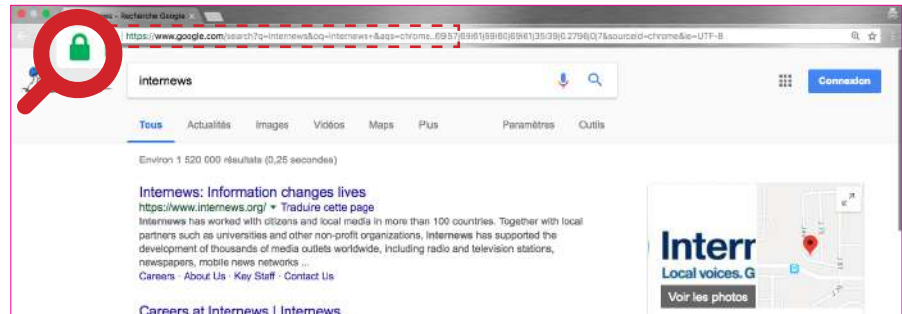 Recherche Google
https://www.google.com/search?q=internews&oq=internews+&aqs=chrome..
&sourceid=chrome&ie=UTF-8
internews
Connexion
Tous Actualités Images Vidéos Maps Plus Paramètres Outils
Environ 1 520 000 résultats (0,25 secondes)
Internews: Information changes lives
https://www.internews.org/ ▾ Traduire cette page
Internews has worked with citizens and local media in more than 100 countries. Together with local
partners such as universities and other non-profit organizations, Internews has supported the
development of thousands of media outlets worldwide, including radio and television stations,
newspapers, mobile news networks ...
Careers · About Us · Key Staff · Contact Us
Careers at Internews | Internews
Intern
Local voices. G
Voir les photos